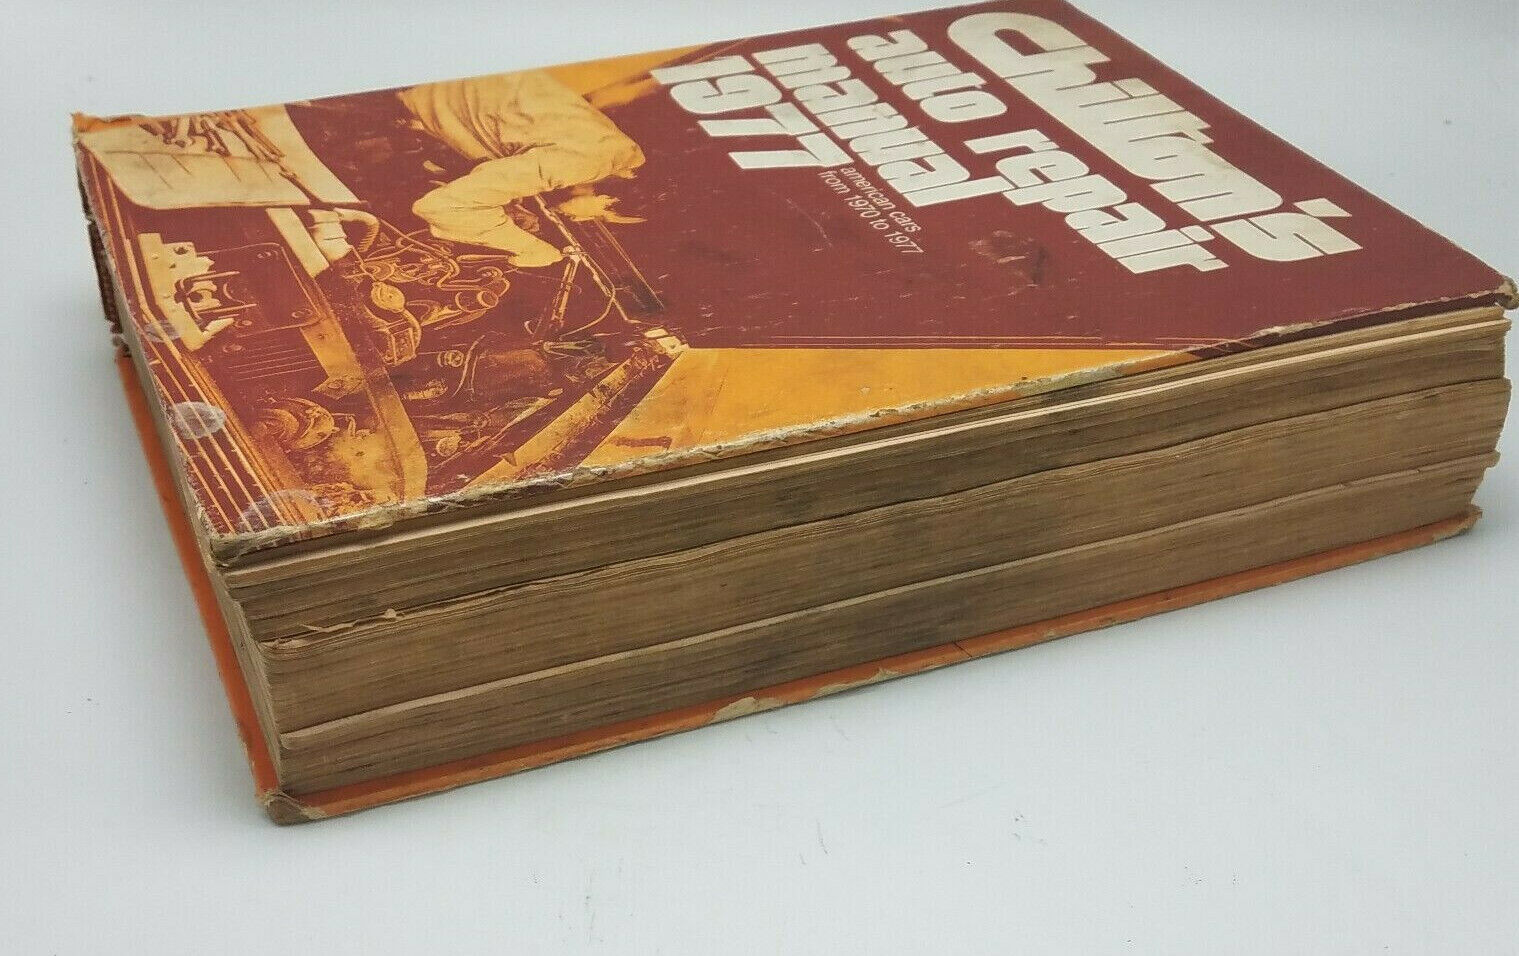 Chilton's
auto repair
manual
1977
american cars
from 1970 to 1977